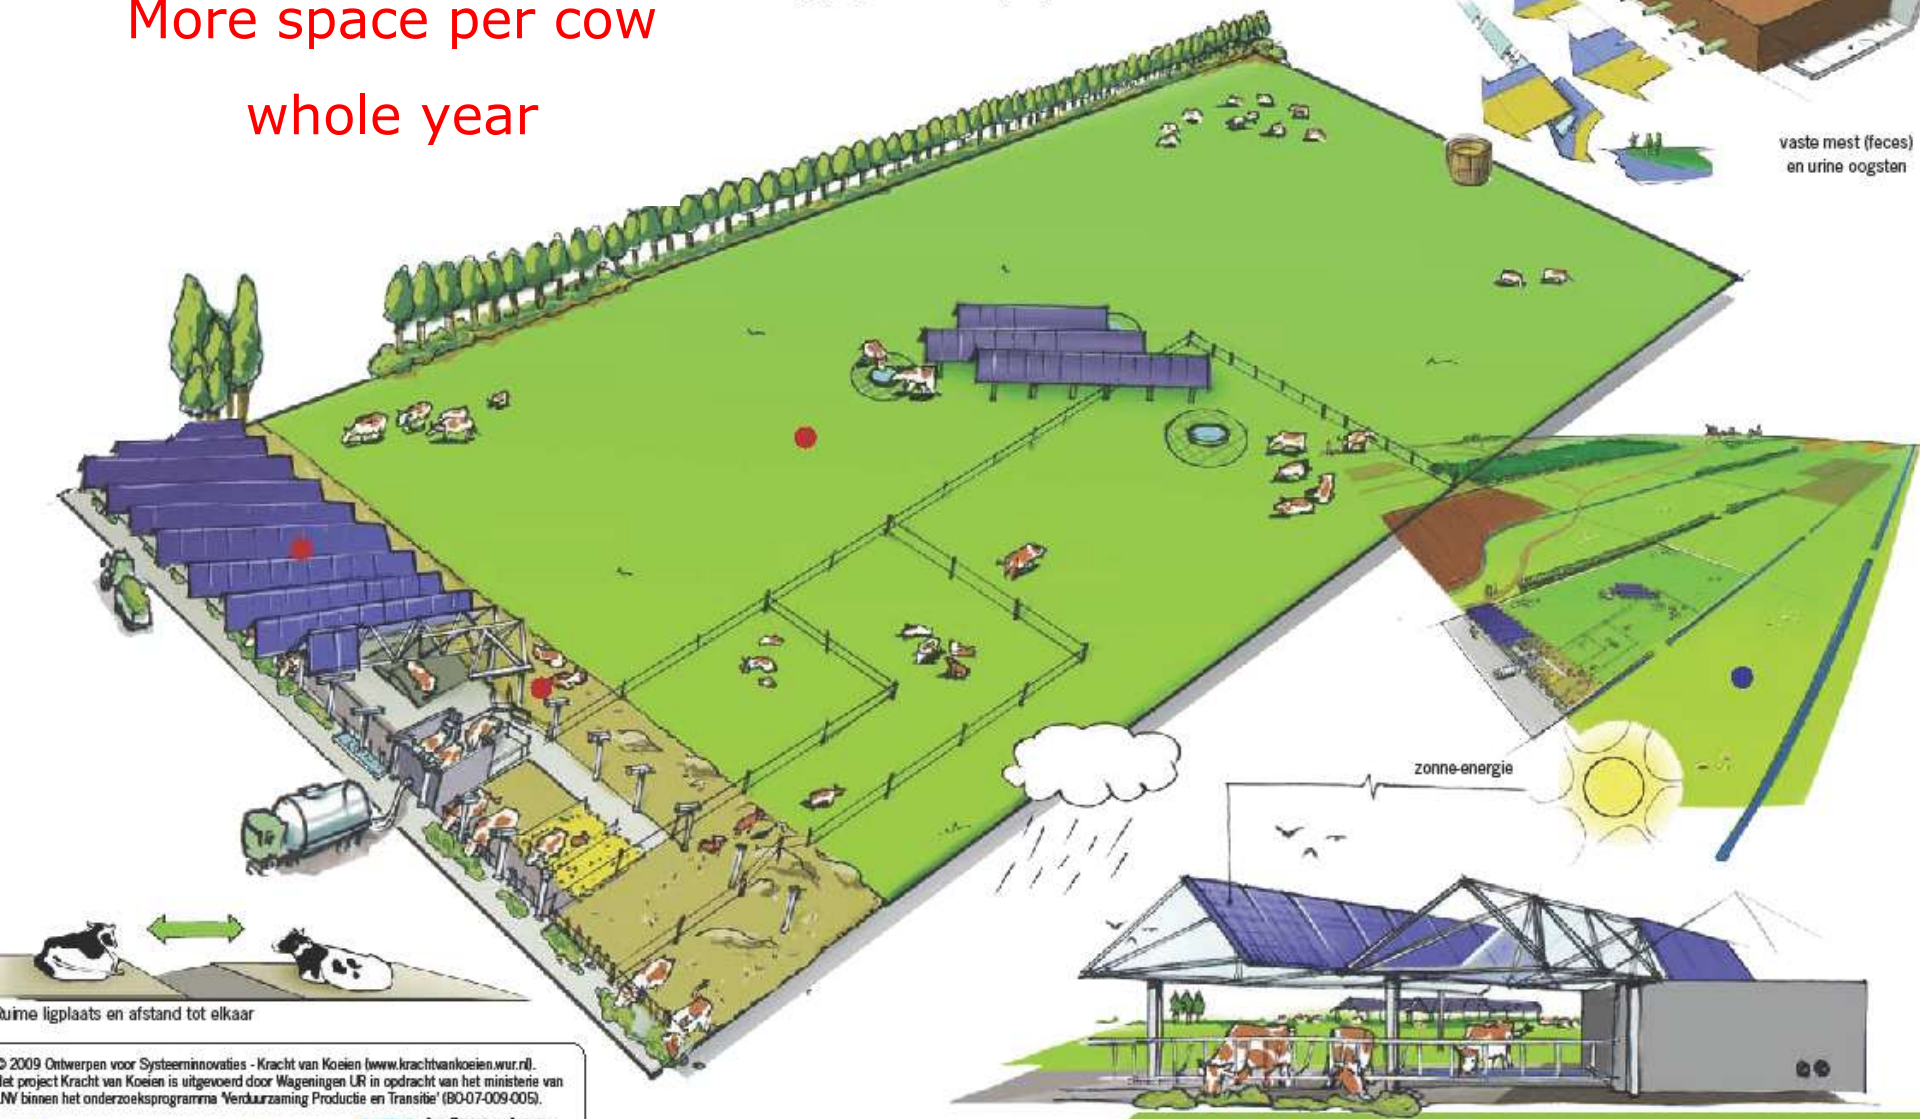 More space per cow
whole year
vaste mest (feces)
en urine oogsten
zonne-energie
uime ligplaats en afstand tot elkaar
© 2009 Ontwerpen voor Systeeminnovaties - Kracht van Koeien (www.krachtvankoeien.wur.nl).
et project Kracht van Koeien is uitgevoerd door Wageningen UR in opdracht van het ministerie van
LNV binnen het onderzoeksprogramma 'Verduurzaming Productie en Transitie' (BO-07-009-005).